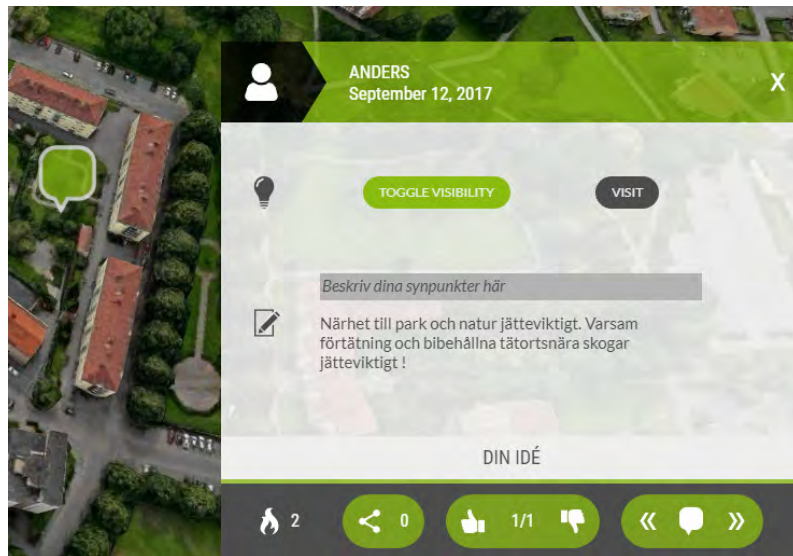 ANDERS
September 12, 2017
X
TOGGLE VISIBILITY
VISIT
Beskriv dina synpunkter här
Närhet till park och natur jätteviktigt. Varsam
förtätning och bibehållna tätortsnära skogar
jätteviktigt !
DIN IDÉ
2
0
1/1